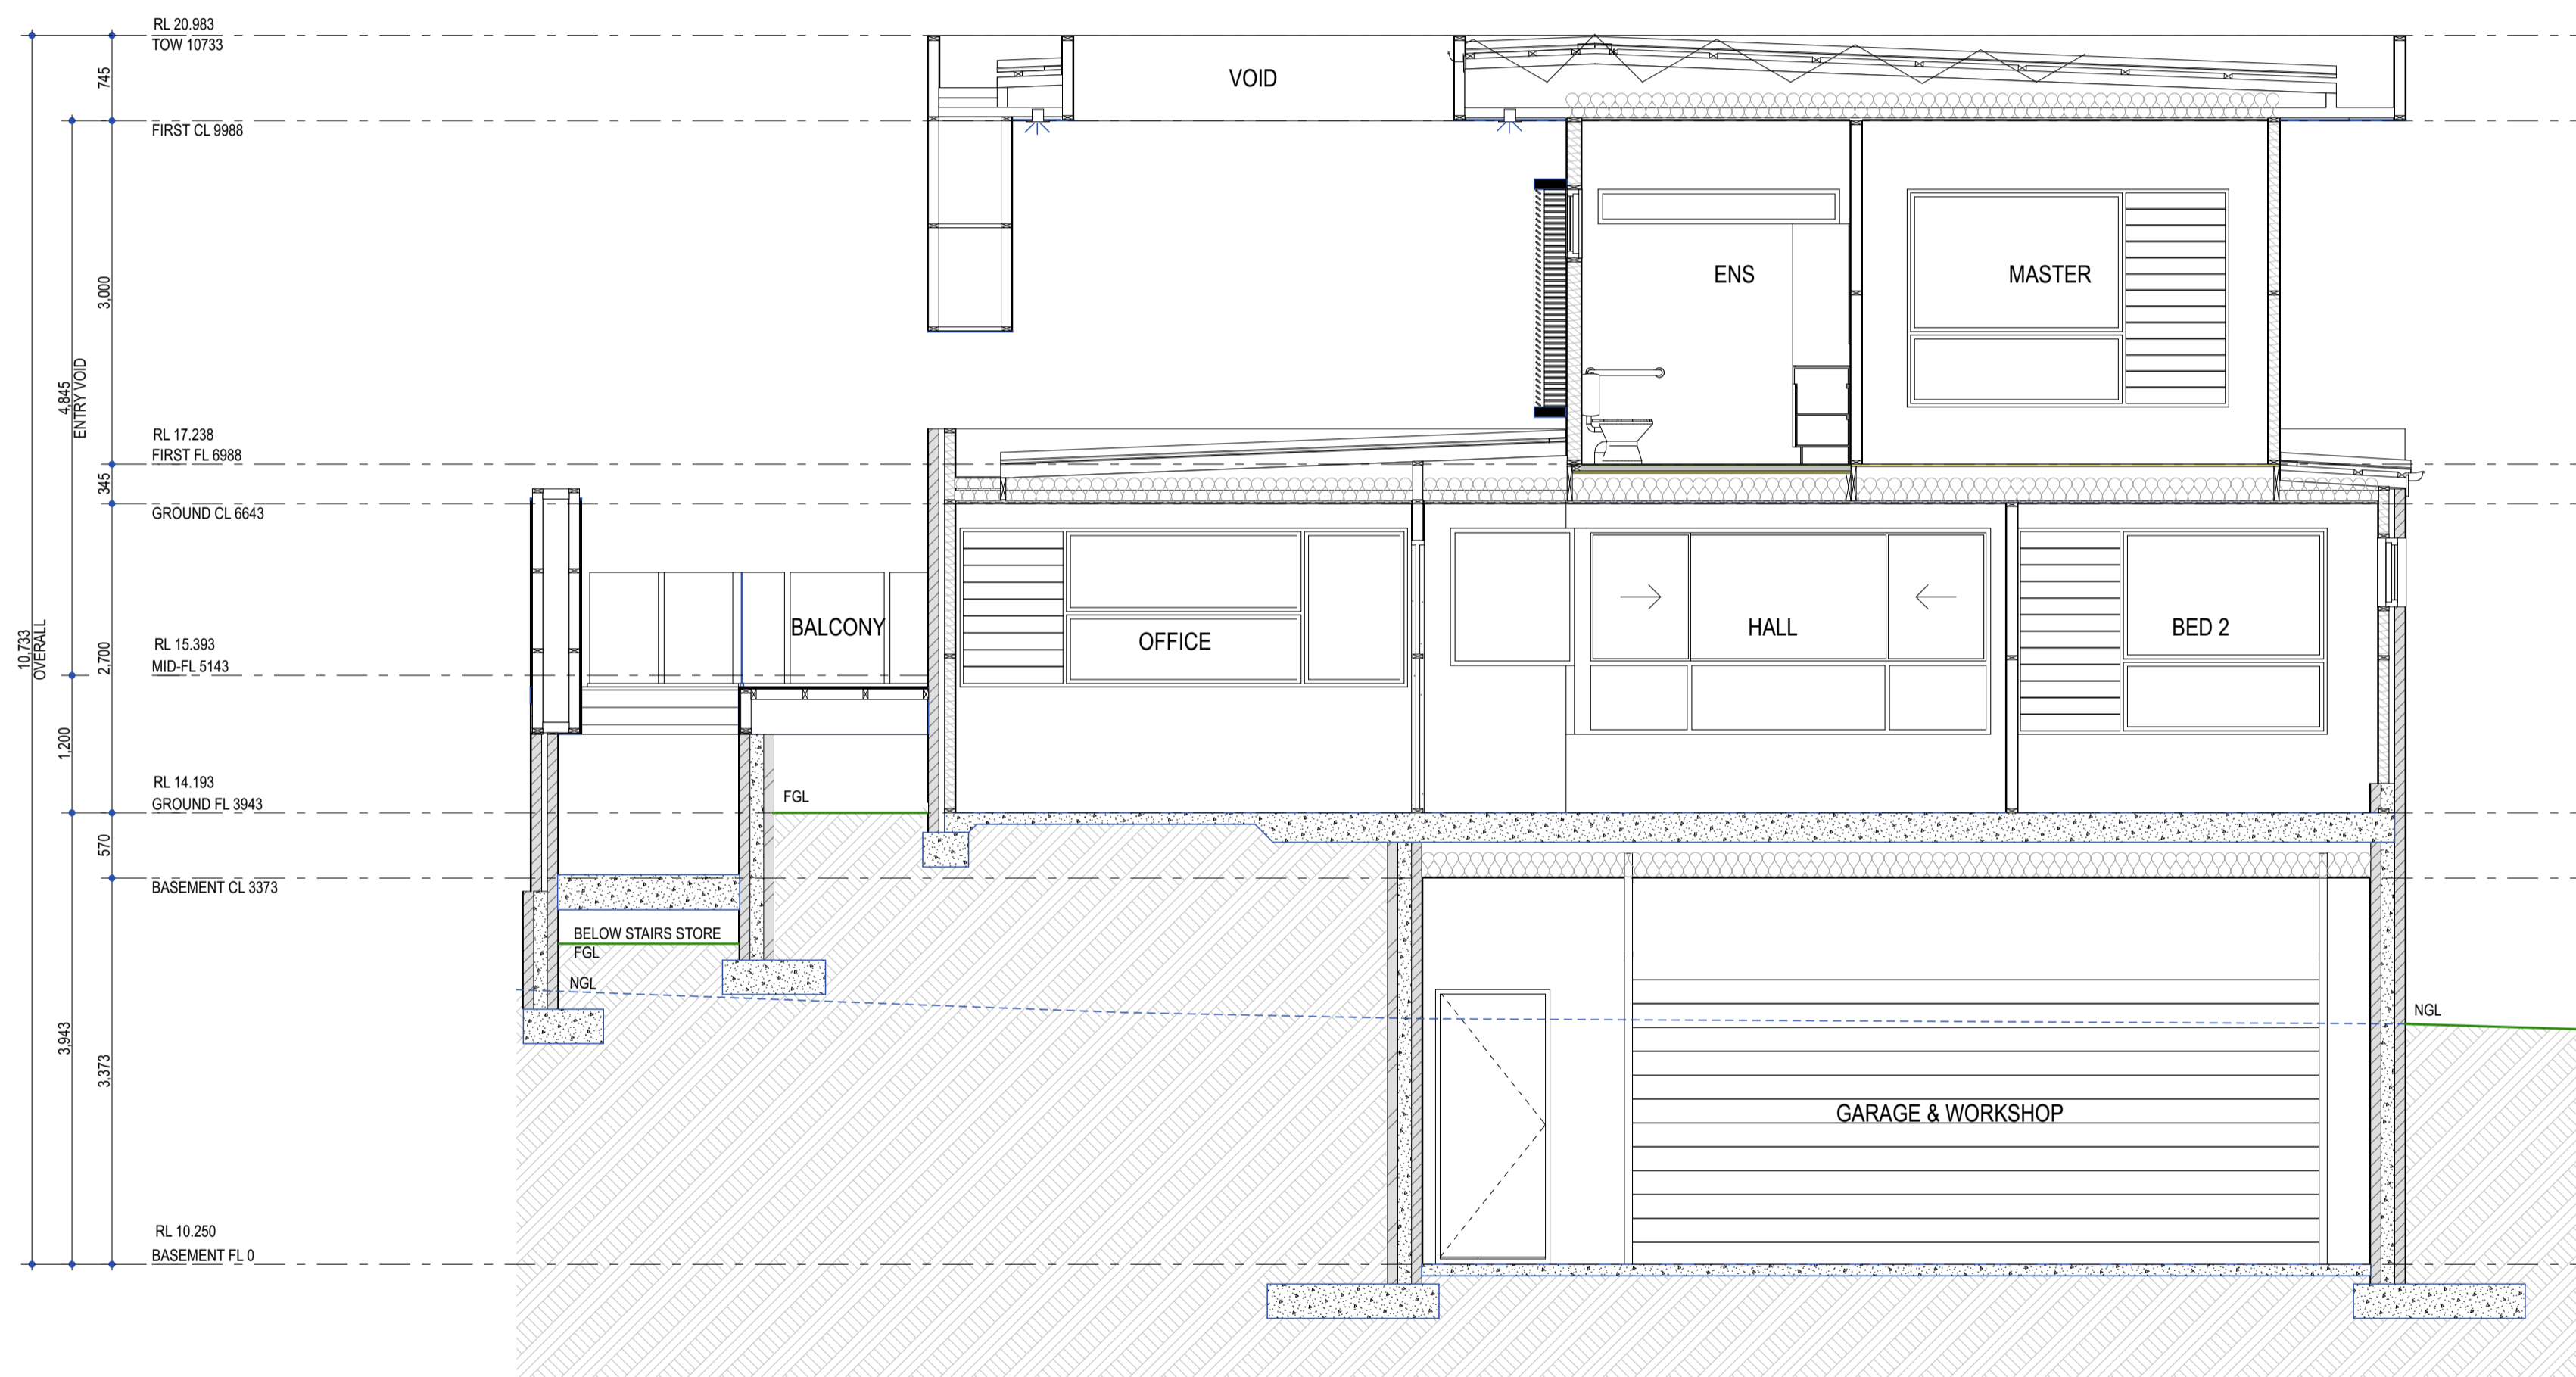 RL 20.983
TOW 10733
745
VOID
FIRST CL 9988
3,000
ENS
MASTER
4,845
ENTRY VOID
RL 17.238
FIRST FL 6988
345
GROUND CL 6643
10,733
OVERALL
2,700
BALCONY
OFFICE
HALL
BED 2
RL 15.393
MID-FL 5143
1,200
RL 14.193
GROUND FL 3943
FGL
570
BASEMENT CL 3373
BELOW STAIRS STORE
FGL
NGL
NGL
3,943
3,373
GARAGE & WORKSHOP
RL 10.250
BASEMENT FL 0